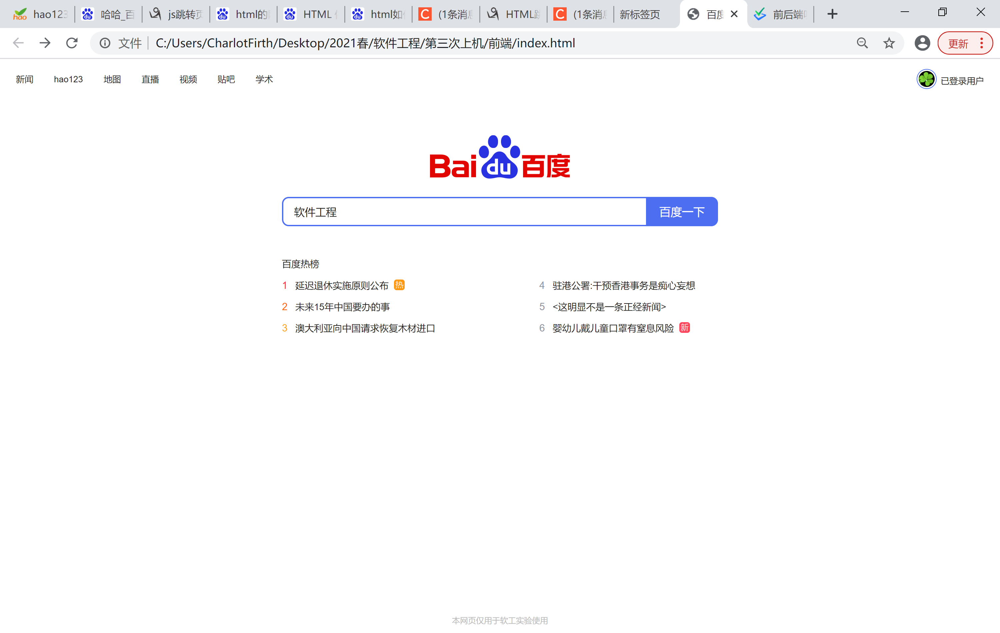 hao123 哈哈_百 js跳转页 html的 HTML html如 (1条消息 HTML跳 (1条消息 新标签页 百度 前后端
文件 C:/Users/CharlotFirth/Desktop/2021春/软件工程/第三次上机/前端/index.html 更新
新闻 hao123 地图 直播 视频 贴吧 学术 已登录用户
Bai du 百度
软件工程 百度一下
百度热榜
1 延迟退休实施原则公布 热 4 驻港公署:干预香港事务是痴心妄想
2 未来15年中国要办的事 5 <这明显不是一条正经新闻>
3 澳大利亚向中国请求恢复木材进口 6 婴幼儿戴儿童口罩有窒息风险 新
本网页仅用于软工实验使用